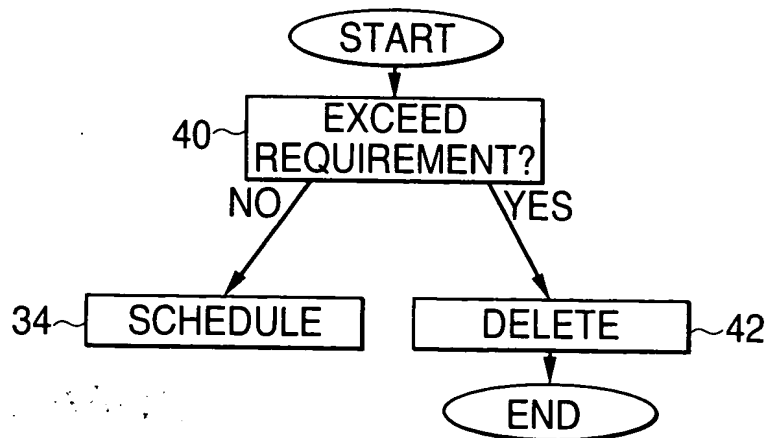 START
40
EXCEED
REQUIREMENT?
NO
YES
34
SCHEDULE
DELETE
42
END